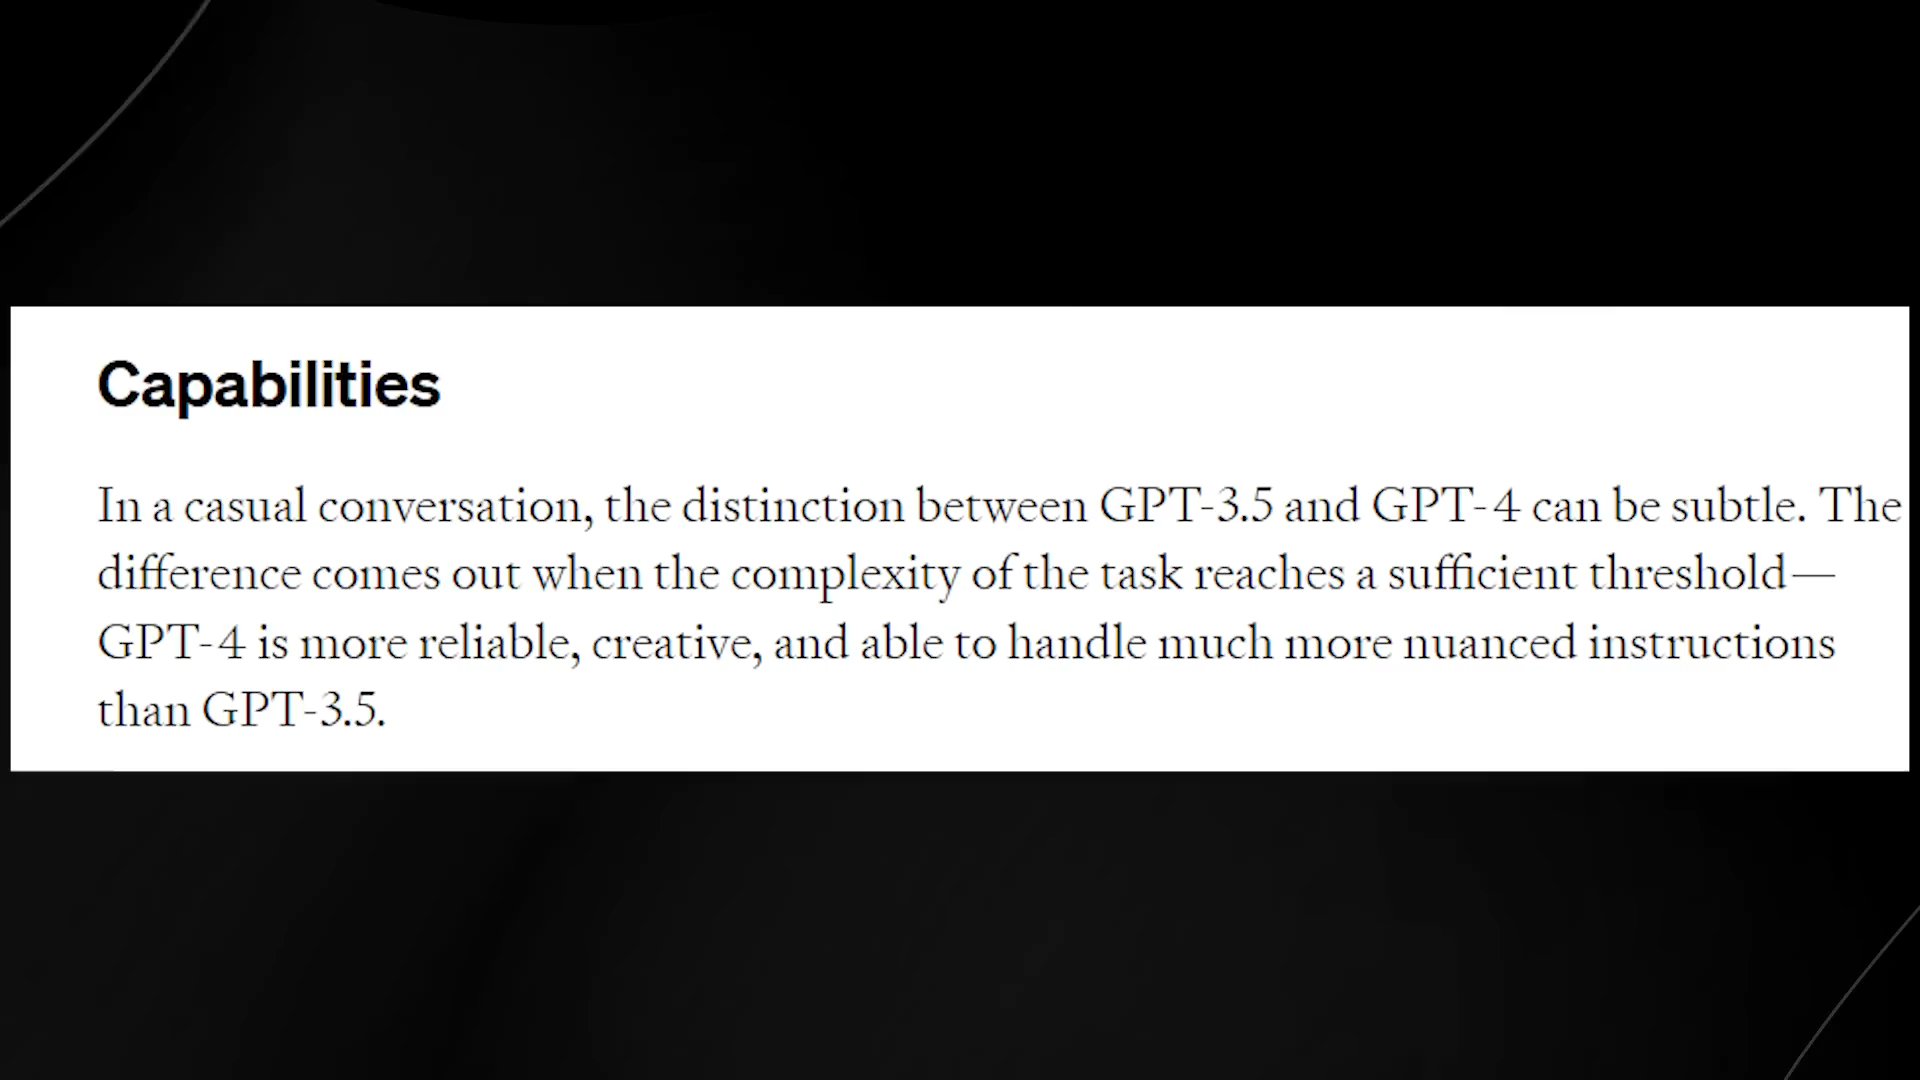 Capabilities
In a casual conversation, the distinction between GPT-3.5 and GPT-4 can be subtle. The
difference comes out when the complexity of the task reaches a sufficient threshold—
GPT-4 is more reliable, creative, and able to handle much more nuanced instructions
than GPT-3.5.